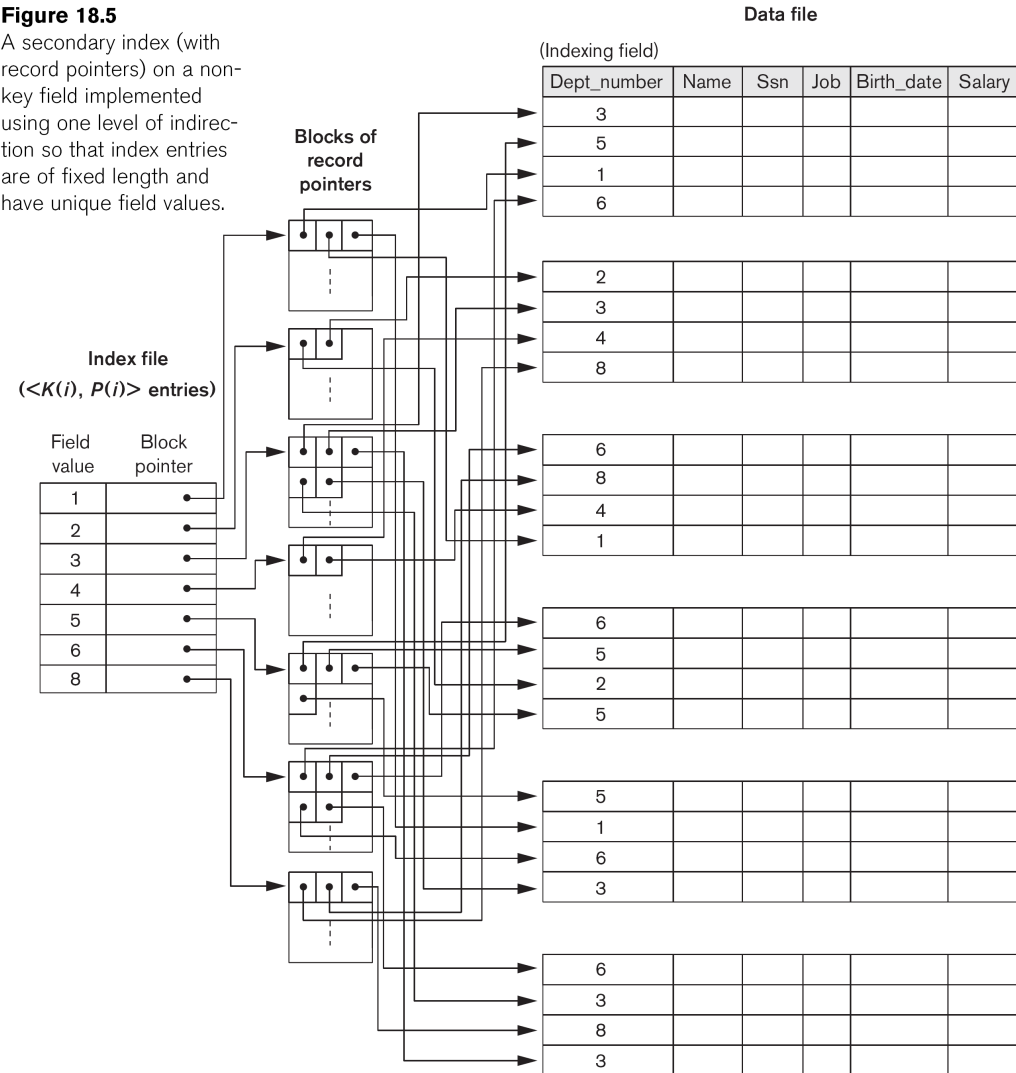 Figure 18.5
A secondary index (with
record pointers) on a non-
key field implemented
using one level of indirec-
tion so that index entries
are of fixed length and
have unique field values.
Data file
(Indexing field)
Dept_number Name Ssn Job Birth_date Salary
3
5
1
6
2
3
4
8
6
8
4
1
6
5
2
5
5
1
6
3
6
3
8
3
Blocks of
record
pointers
Index file
(<K(i), P(i)> entries)
Field Block
value pointer
1
2
3
4
5
6
8